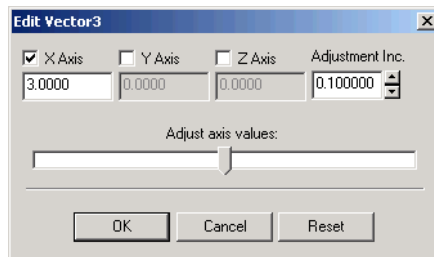 Edit Vector3
X Axis Y Axis Z Axis Adjustment Inc.
3.0000 0.0000 0.0000 0.100000
Adjust axis values:
OK Cancel Reset